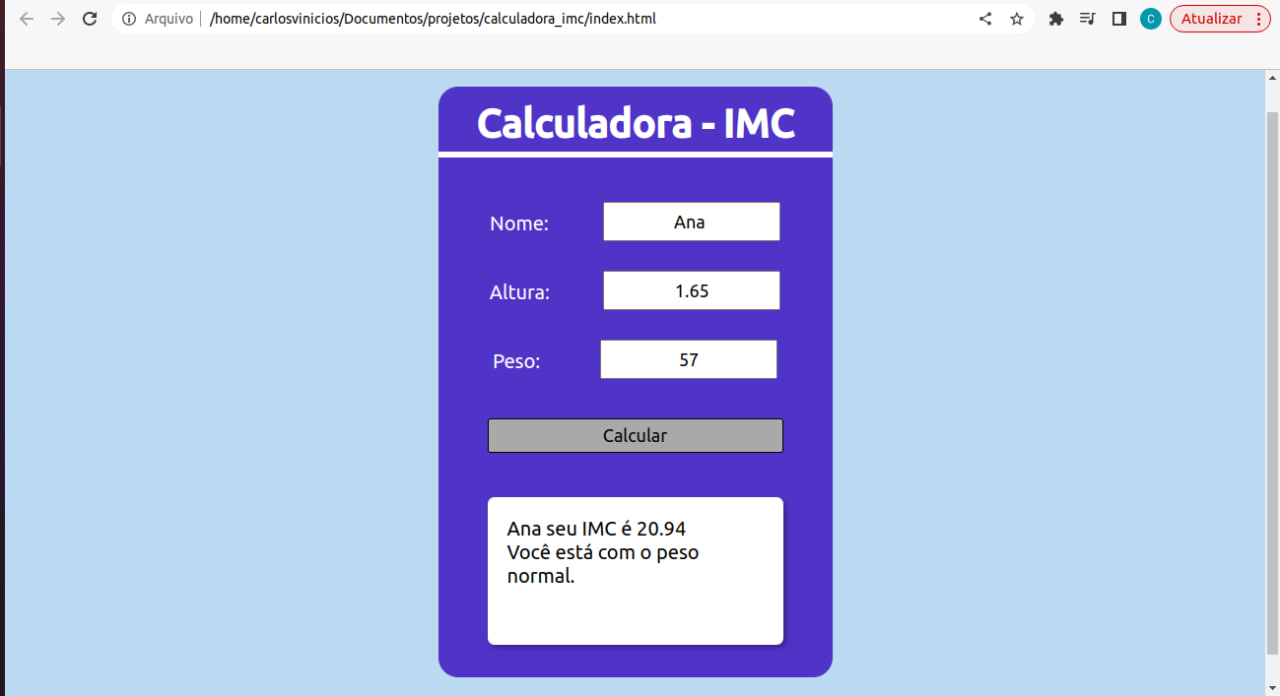 Arquivo /home/carlosvinicios/Documentos/projetos/calculadora_imc/index.html C Atualizar
Calculadora - IMC
Nome: Ana
Altura: 1.65
Peso: 57
Calcular
Ana seu IMC é 20.94
Você está com o peso
normal.